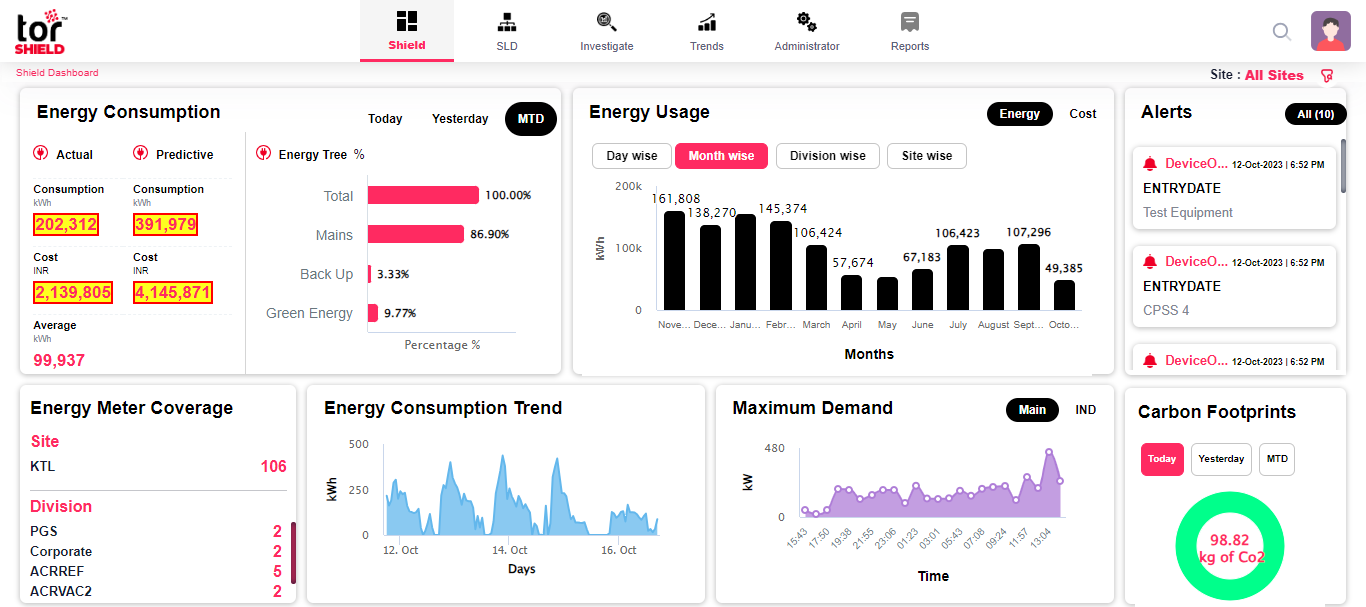 tor
SHIELD
Shield
SLD
Investigate
Trends
Administrator
Reports
Shield Dashboard
Site : All Sites
Energy Consumption
Today
Yesterday
MTD
Actual
Predictive
Consumption
kWh
202,312
Consumption
kWh
391,979
Cost
INR
2,139,805
Cost
INR
4,145,871
Average
kWh
99,937
Energy Tree %
Total
100.00%
Mains
86.90%
Back Up
3.33%
Green Energy
9.77%
Percentage %
Energy Usage
Energy
Cost
Day wise
Month wise
Division wise
Site wise
200k
100k
0
kWh
161,808
138,270
145,374
106,424
57,674
67,183
106,423
107,296
49,385
Nove...
Dece...
Janu...
Febr...
March
April
May
June
July
August
Sept...
Octo...
Months
Alerts
All (10)
DeviceO...
12-Oct-2023 | 6:52 PM
ENTRYDATE
Test Equipment
DeviceO...
12-Oct-2023 | 6:52 PM
ENTRYDATE
CPSS 4
DeviceO...
12-Oct-2023 | 6:52 PM
Energy Meter Coverage
Site
KTL 106
Division
PGS 2
Corporate 2
ACRREF 5
ACRVAC2 2
Energy Consumption Trend
500
250
0
kWh
12. Oct
14. Oct
16. Oct
Days
Maximum Demand
Main
IND
480
0
kW
15:43
17:50
19:38
21:55
23:06
01:23
03:01
05:43
07:08
09:24
11:57
13:04
Time
Carbon Footprints
Today
Yesterday
MTD
98.82
kg of Co2